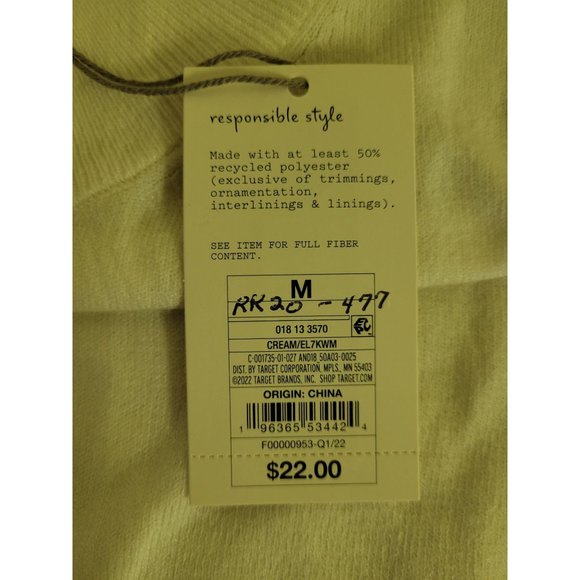 responsible style
Made with at least 50%
recycled polyester
(exclusive of trimmings,
ornamentation,
interlinings & linings).
SEE ITEM FOR FULL FIBER
CONTENT.
M
RK20-477
018 13 3570
CREAM/EL7KWM
C-001735-01-027 AND18 50A03-0025
DIST. BY TARGET CORPORATION, MPLS., MN 55403
©2022 TARGET BRANDS, INC. SHOP TARGET.COM
ORIGIN: CHINA
1 96365 53442 4
F00000953-Q1/22
$22.00